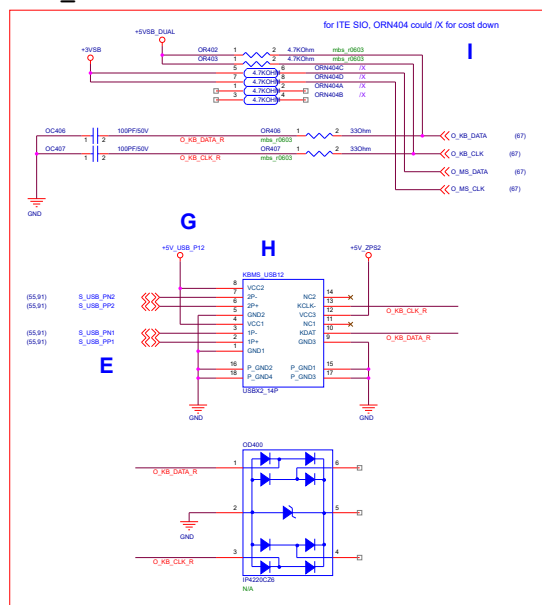 for ITE SIO, ORN404 could /X for cost down
+5VSB_DUAL
I
+3VSB
OR402 1 2 4.7KOhm mbs_r0603
OR403 1 2 4.7KOhm mbs_r0603
5 4.7KOHM 6 ORN404C /X
7 4.7KOHM 8 ORN404D /X
1 4.7KOHM 2 ORN404A /X
3 4.7KOHM 4 ORN404B /X
OC406 1 2 100PF/50V O_KB_DATA_R OR406 mbs_r0603 1 2 33Ohm O_KB_DATA (67)
OC407 1 2 100PF/50V O_KB_CLK_R OR407 mbs_r0603 1 2 33Ohm O_KB_CLK (67)
O_MS_DATA (67)
O_MS_CLK (67)
GND
G
H
+5V_USB_P12
KBMS_USB12
+5V_ZPS2
8 VCC2 NC2 14
(55,91) S_USB_PN2 7 2P- KCLK- 13
(55,91) S_USB_PP2 6 2P+ VCC3 12
O_KB_CLK_R
5 GND2 NC1 11
4 VCC1
(55,91) S_USB_PN1 3 1P- KDAT 10
(55,91) S_USB_PP1 2 1P+ GND3 9
O_KB_DATA_R
1 GND1
E
16 P_GND2 P_GND1 15
18 P_GND4 P_GND3 17
USBX2_14P
GND
GND
OD400
O_KB_DATA_R 1 6
GND 2 5
O_KB_CLK_R 3 4
IP4220CZ6
N/A